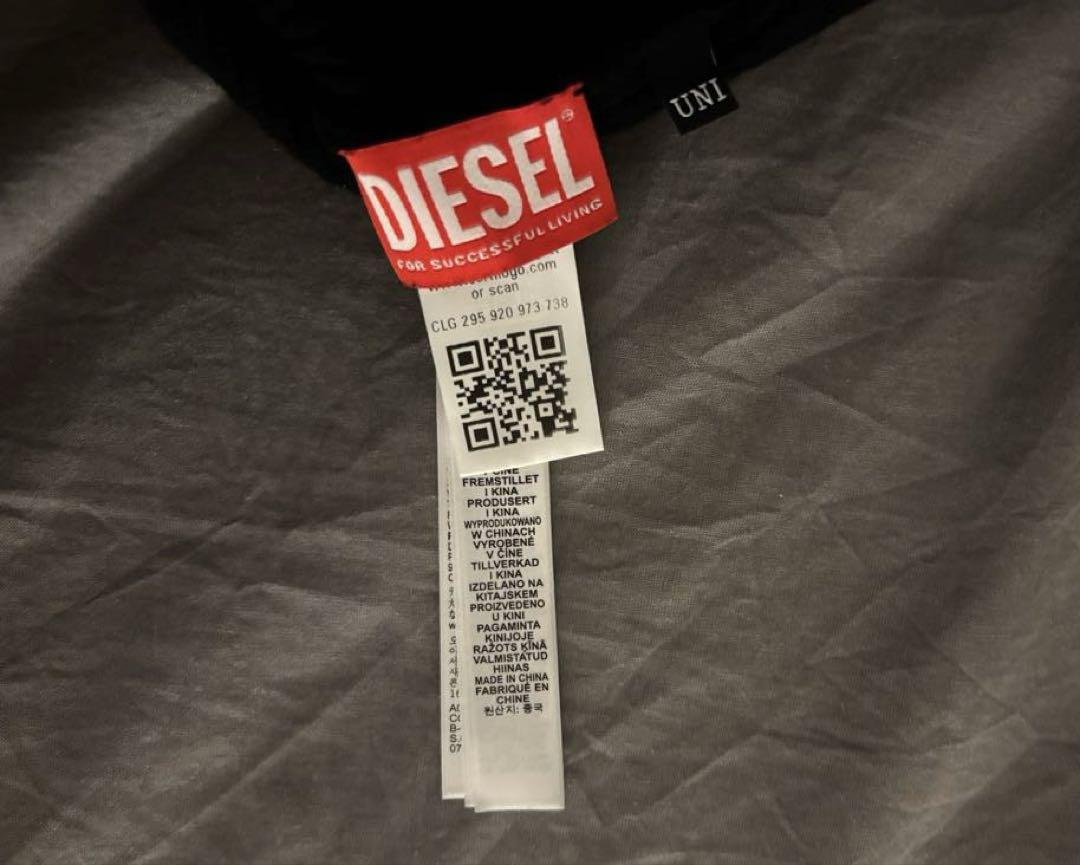 DIESEL®
FOR SUCCESSFUL LIVING
UNI
or scan
CLG 295 920 973 738
I CINE
FREMSTILLET
I KINA
PRODUSERT
I KINA
WYPRODUKOWANO
W CHINACH
VYROBENÉ
V ČÍNE
TILLVERKAD
I KINA
IZDELANO NA
KITAJSKEM
PROIZVEDENO
U KINI
PAGAMINTA
KINIJOJE
RAŽOTS ĶĪNĀ
VALMISTATUD
HIINAS
MADE IN CHINA
FABRIQUÉ EN
CHINE
원산지: 중국